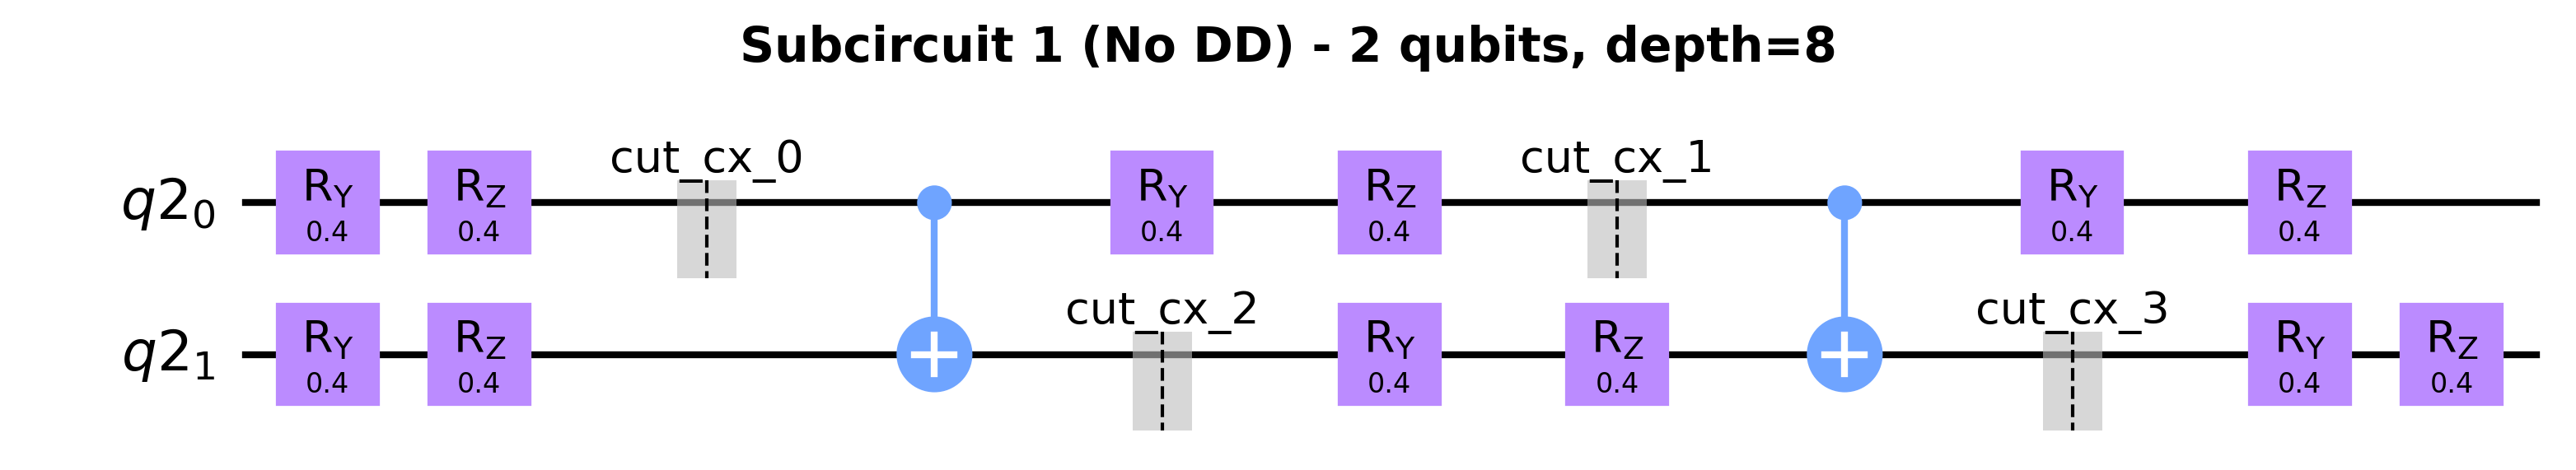 Subcircuit 1 (No DD) - 2 qubits, depth=8
cut_cx_0 cut_cx_1
q2₀ R_Y R_Z R_Y R_Z R_Y R_Z
0.4 0.4 0.4 0.4 0.4 0.4
cut_cx_2 cut_cx_3
q2₁ R_Y R_Z R_Y R_Z R_Y R_Z
0.4 0.4 0.4 0.4 0.4 0.4